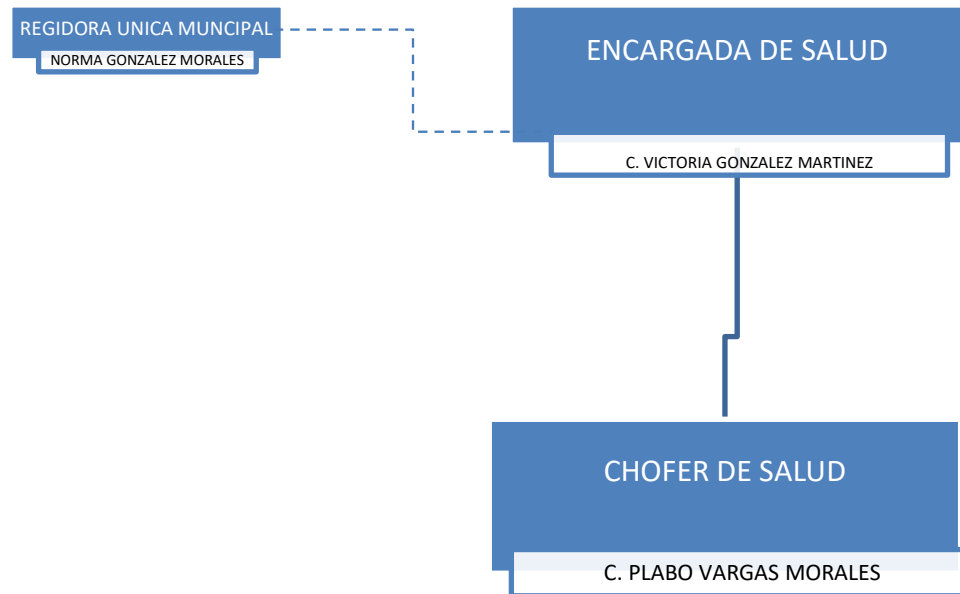 REGIDORA UNICA MUNCIPAL
NORMA GONZALEZ MORALES
ENCARGADA DE SALUD
C. VICTORIA GONZALEZ MARTINEZ
CHOFER DE SALUD
C. PLABO VARGAS MORALES